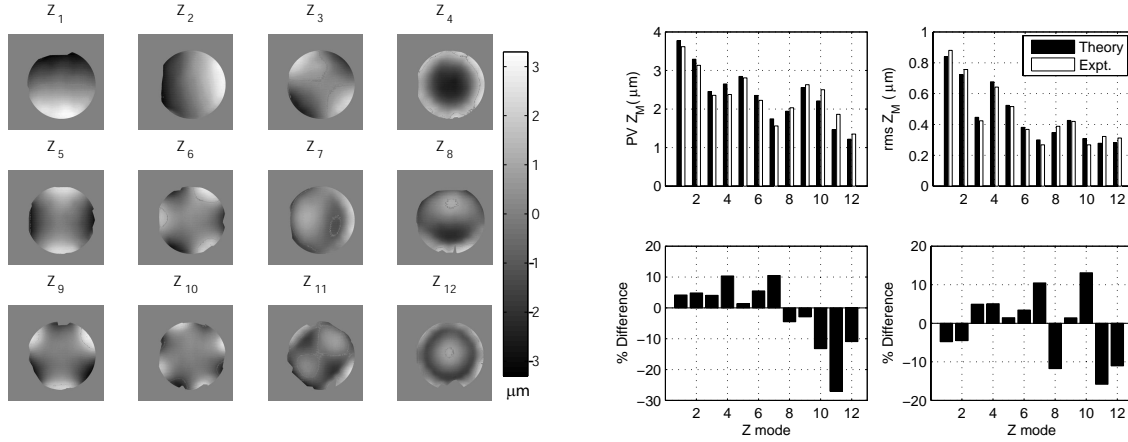 Z1 Z2 Z3 Z4
Z5 Z6 Z7 Z8
Z9 Z10 Z11 Z12
3
2
1
0
1
2
3
μm
4
3
2
1
0
PV ZM (μm)
2 4 6 8 10 12
1
0.8
0.6
0.4
0.2
0
rms ZM (μm)
Theory
Expt.
2 4 6 8 10 12
20
10
0
−10
−20
−30
% Difference
2 4 6 8 10 12
Z mode
20
10
0
−10
−20
% Difference
2 4 6 8 10 12
Z mode